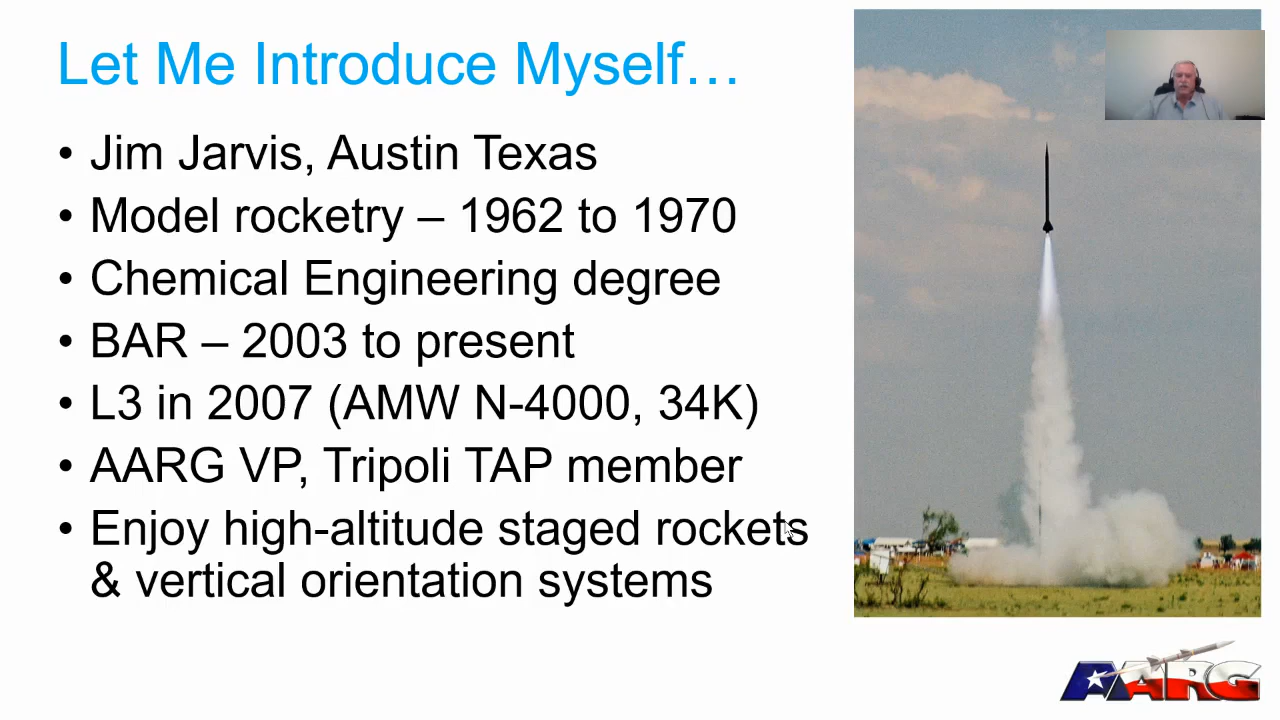 Let Me Introduce Myself…
• Jim Jarvis, Austin Texas
• Model rocketry – 1962 to 1970
• Chemical Engineering degree
• BAR – 2003 to present
• L3 in 2007 (AMW N-4000, 34K)
• AARG VP, Tripoli TAP member
• Enjoy high-altitude staged rockets
& vertical orientation systems
AARG